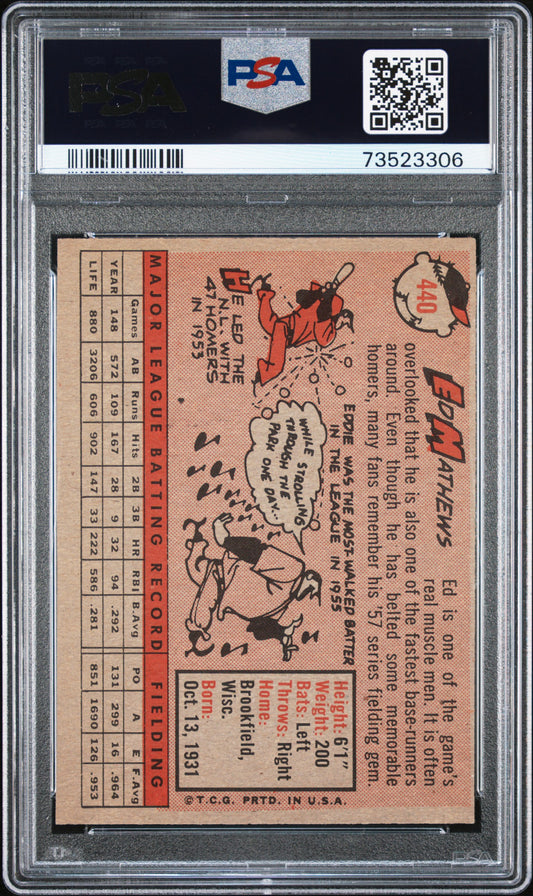 PSA
PSA
73523306
440
ED MATHEWS
Ed is one of the game's
real muscle men. It is often
overlooked that he is also one of the fastest base-runners
around. Even though he has belted some memorable
homers, many fans remember his '57 series fielding gem.
HE LED THE
N.L. WITH
47 HOMERS
IN 1953
EDDIE WAS THE MOST-WALKED BATTER
IN THE LEAGUE IN 1955
WHILE STROLLING
THROUGH THE
PARK ONE DAY...
Height: 6'1"
Weight: 200
Bats: Left
Throws: Right
Home:
Brookfield,
Wisc.
Born:
Oct. 13, 1931
MAJOR LEAGUE BATTING RECORD FIELDING
Games AB Runs Hits 2B 3B HR RBI B.Avg PO A E F.Avg
YEAR 148 572 109 167 28 9 32 94 .292 131 299 16 .964
LIFE 880 3206 606 902 147 33 222 586 .281 851 1690 126 .953
© T.C.G. PRTD. IN U.S.A.
PSA